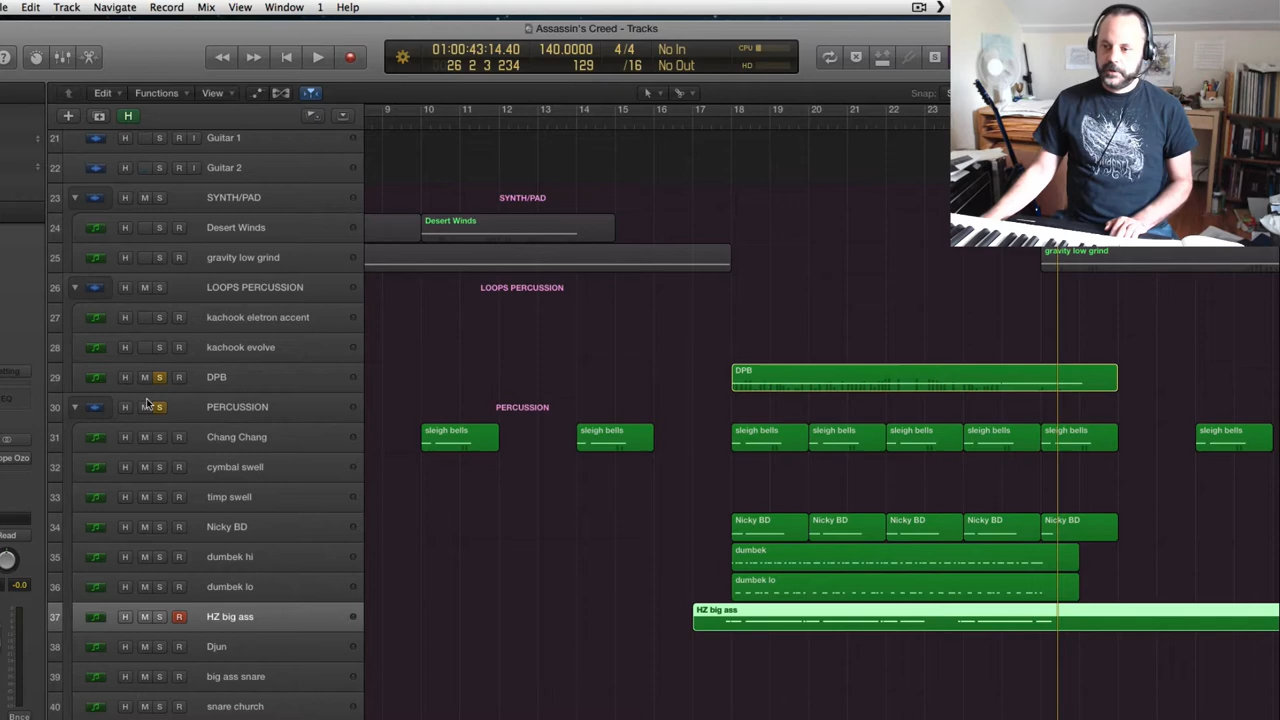 Edit Track Navigate Record Mix View Window 1 Help
Assassin's Creed - Tracks
01:00:43:14.40 140.0000 4/4 No In CPU
26 2 3 234 129 /16 No Out HD
Edit Functions View Snap:
H
9 10 11 12 13 14 15 16 17 18 19 20 21 22 23
21 H S R I Guitar 1
22 H S R I Guitar 2
23 H M S SYNTH/PAD SYNTH/PAD
24 H M S R Desert Winds Desert Winds
25 H M S R gravity low grind gravity low grind
26 H M S LOOPS PERCUSSION LOOPS PERCUSSION
27 H S R kachook eletron accent
28 H S R kachook evolve
29 H M S R DPB DPB
30 H M S PERCUSSION PERCUSSION
31 H M S R Chang Chang sleigh bells sleigh bells sleigh bells sleigh bells sleigh bells sleigh bells sleigh bells sleigh bells
32 H M S R cymbal swell
33 H M S R timp swell
34 H M S R Nicky BD Nicky BD Nicky BD Nicky BD Nicky BD Nicky BD
35 H M S R dumbek hi dumbek
36 H M S R dumbek lo dumbek lo
37 H M S R HZ big ass HZ big ass
38 H M S R Djun
39 H M S R big ass snare
40 H M S R snare church
EQ
ope Ozo
Read
-0.0
Bnce